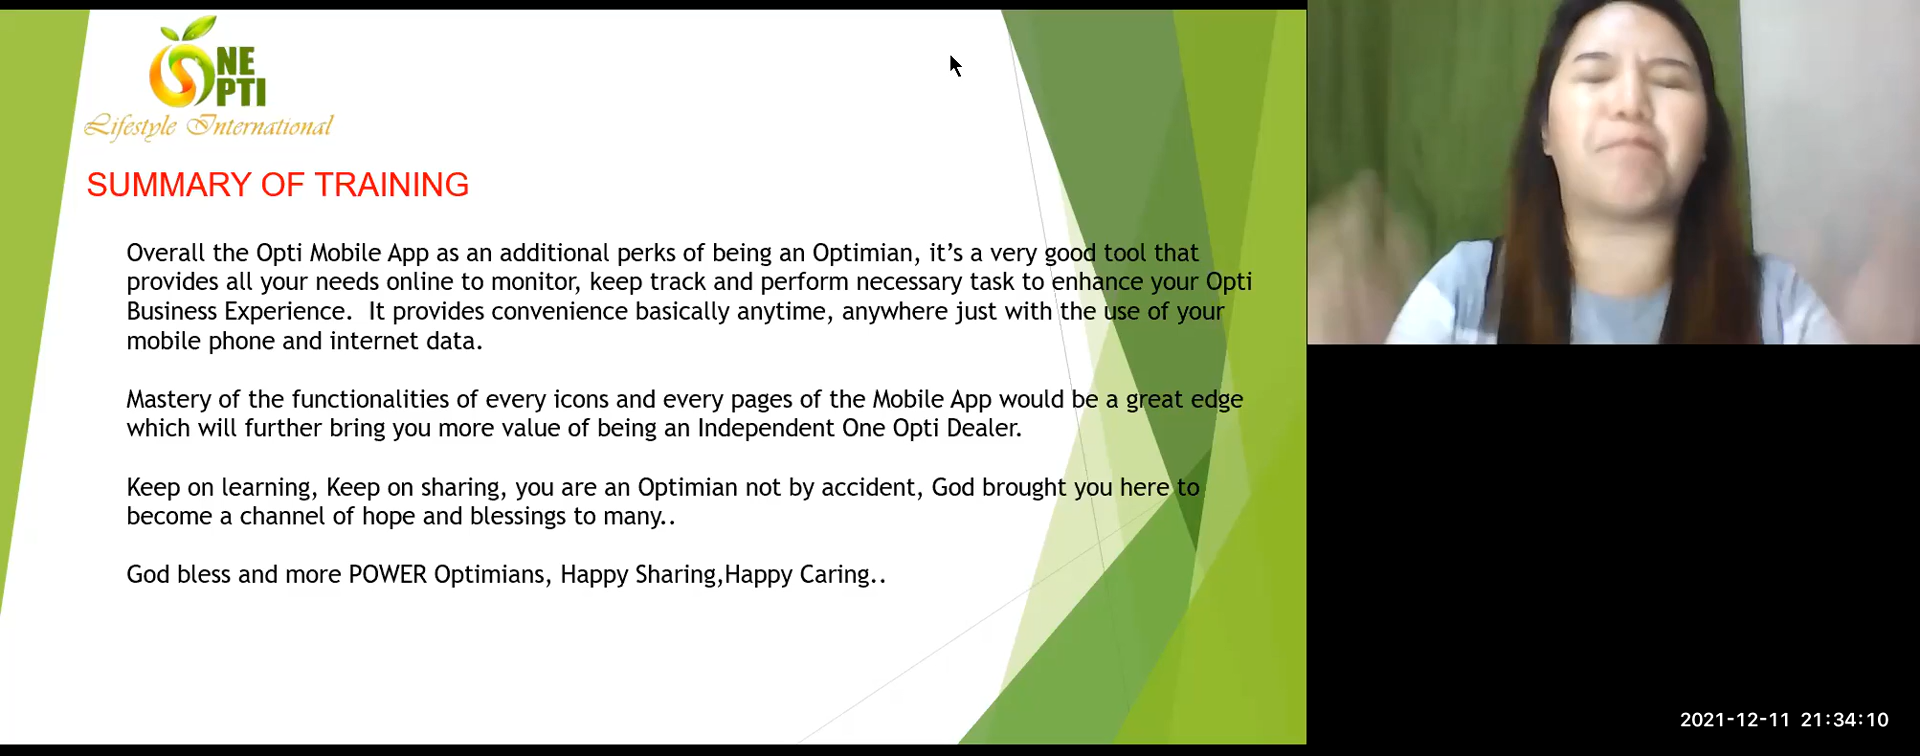 ONE
OPTI
Lifestyle International
SUMMARY OF TRAINING
Overall the Opti Mobile App as an additional perks of being an Optimian, it’s a very good tool that
provides all your needs online to monitor, keep track and perform necessary task to enhance your Opti
Business Experience.  It provides convenience basically anytime, anywhere just with the use of your
mobile phone and internet data.
Mastery of the functionalities of every icons and every pages of the Mobile App would be a great edge
which will further bring you more value of being an Independent One Opti Dealer.
Keep on learning, Keep on sharing, you are an Optimian not by accident, God brought you here to
become a channel of hope and blessings to many..
God bless and more POWER Optimians, Happy Sharing,Happy Caring..
2021-12-11 21:34:10